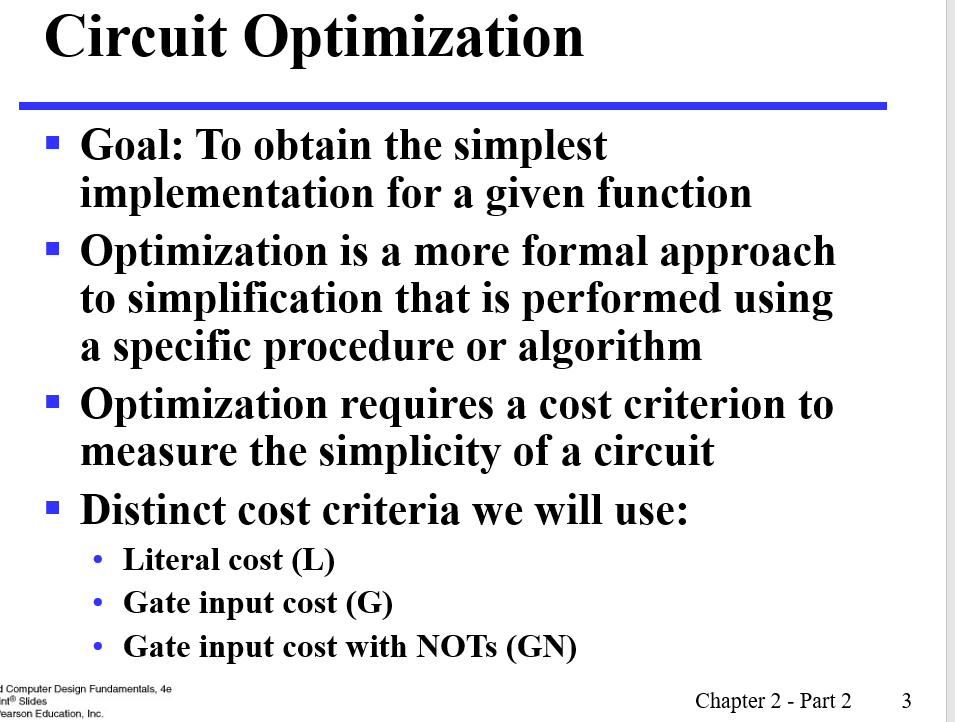 Circuit Optimization
▪ Goal: To obtain the simplest
implementation for a given function
▪ Optimization is a more formal approach
to simplification that is performed using
a specific procedure or algorithm
▪ Optimization requires a cost criterion to
measure the simplicity of a circuit
▪ Distinct cost criteria we will use:
• Literal cost (L)
• Gate input cost (G)
• Gate input cost with NOTs (GN)
d Computer Design Fundamentals, 4e
nt® Slides
earson Education, Inc.
Chapter 2 - Part 2 3